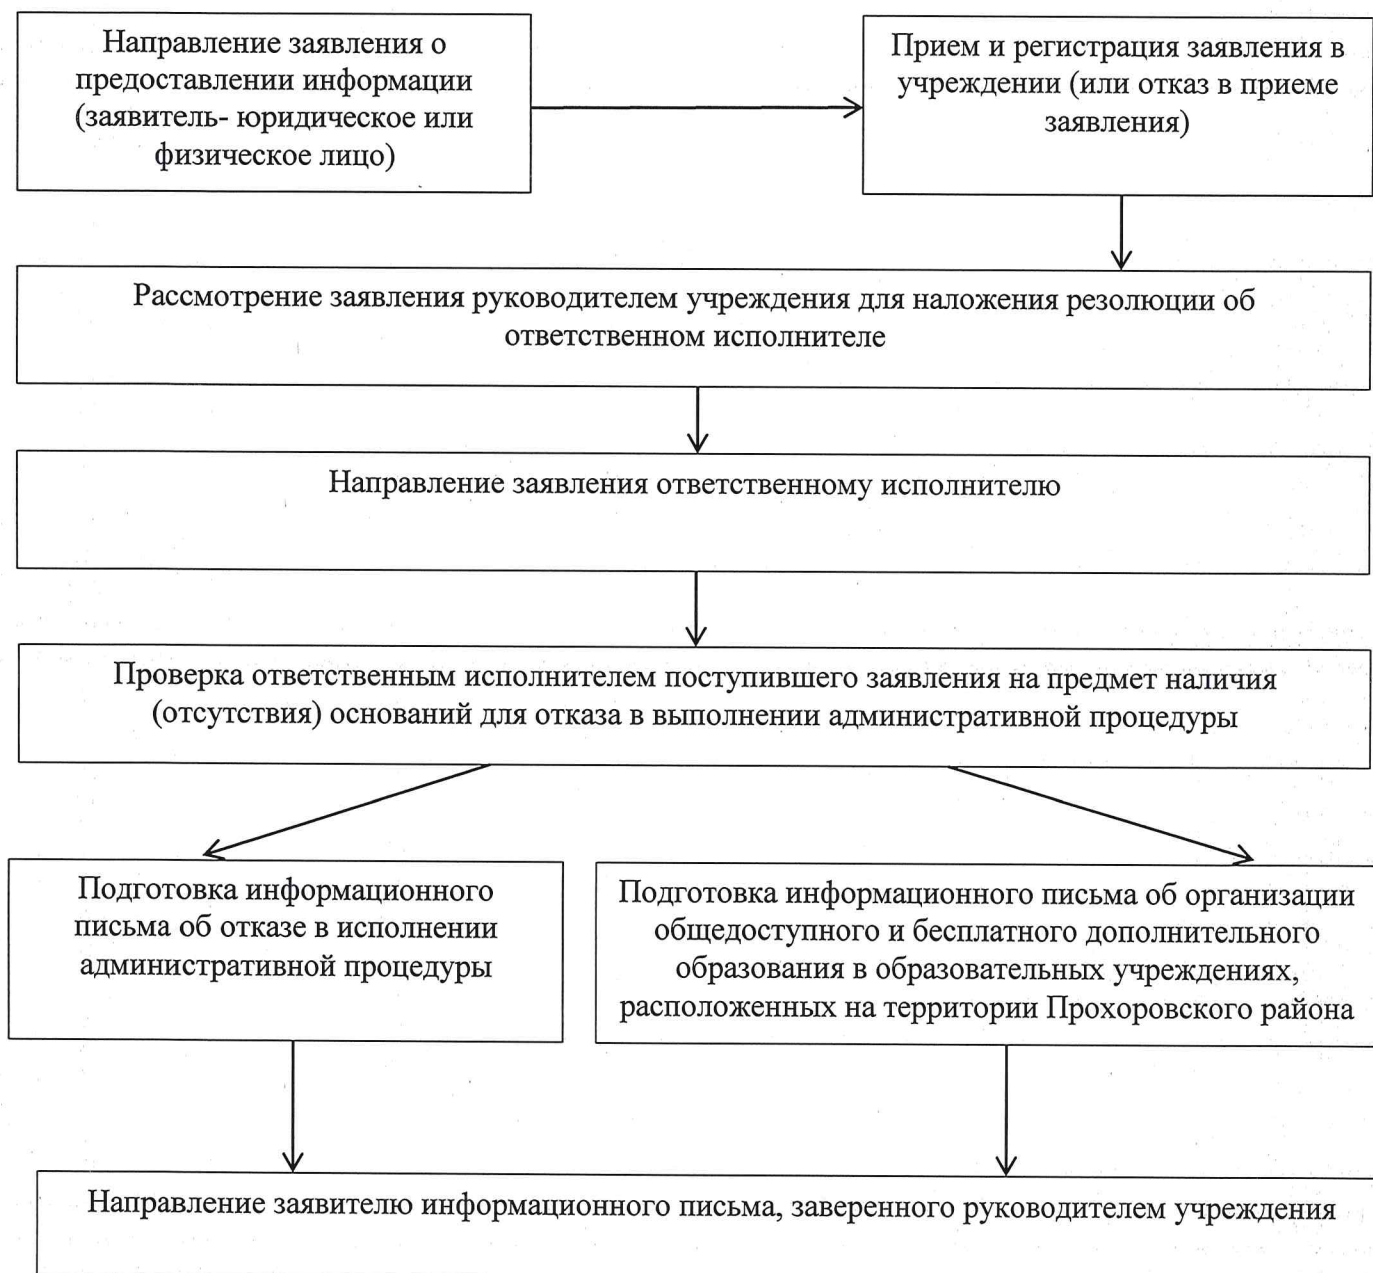 Направление заявления о
предоставлении информации
(заявитель- юридическое или
физическое лицо)
Прием и регистрация заявления в
учреждении (или отказ в приеме
заявления)
Рассмотрение заявления руководителем учреждения для наложения резолюции об
ответственном исполнителе
Направление заявления ответственному исполнителю
Проверка ответственным исполнителем поступившего заявления на предмет наличия
(отсутствия) оснований для отказа в выполнении административной процедуры
Подготовка информационного
письма об отказе в исполнении
административной процедуры
Подготовка информационного письма об организации
общедоступного и бесплатного дополнительного
образования в образовательных учреждениях,
расположенных на территории Прохоровского района
Направление заявителю информационного письма, заверенного руководителем учреждения